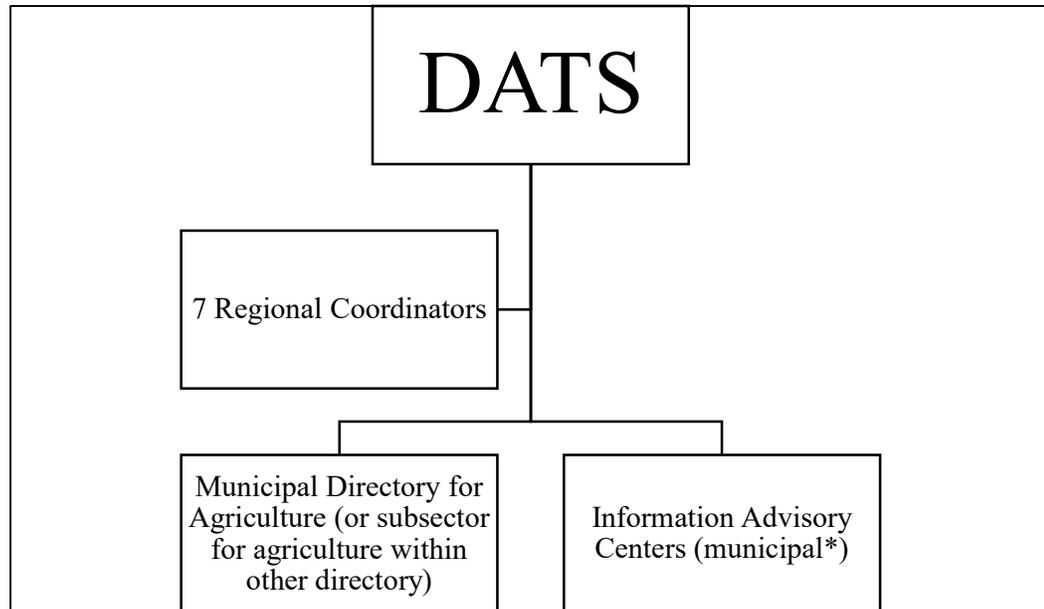 DATS
7 Regional Coordinators
Municipal Directory for
Agriculture (or subsector
for agriculture within
other directory)
Information Advisory
Centers (municipal*)